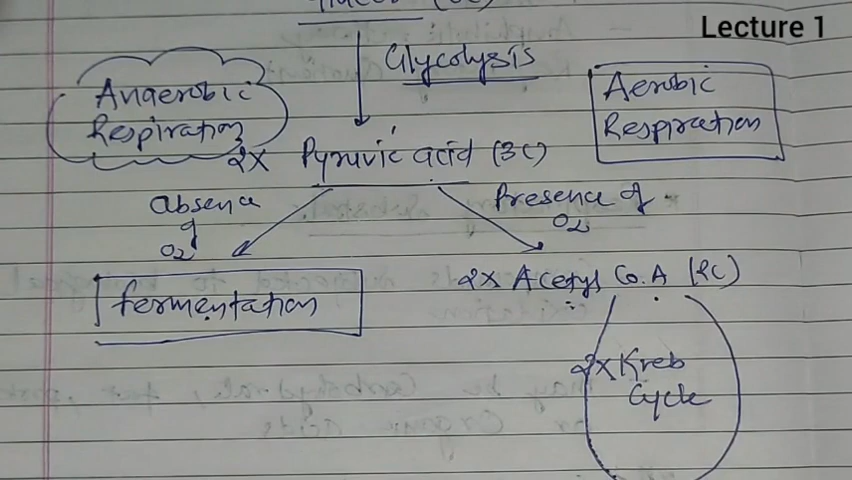 Lecture 1
Glycolysis
Anaerobic
Respiration
Aerobic
Respiration
2X Pyruvic acid (3C)
absence
of
O2
Presence of
O2
fermentation
2X Acetyl Co.A (2C)
2X Kreb
Cycle